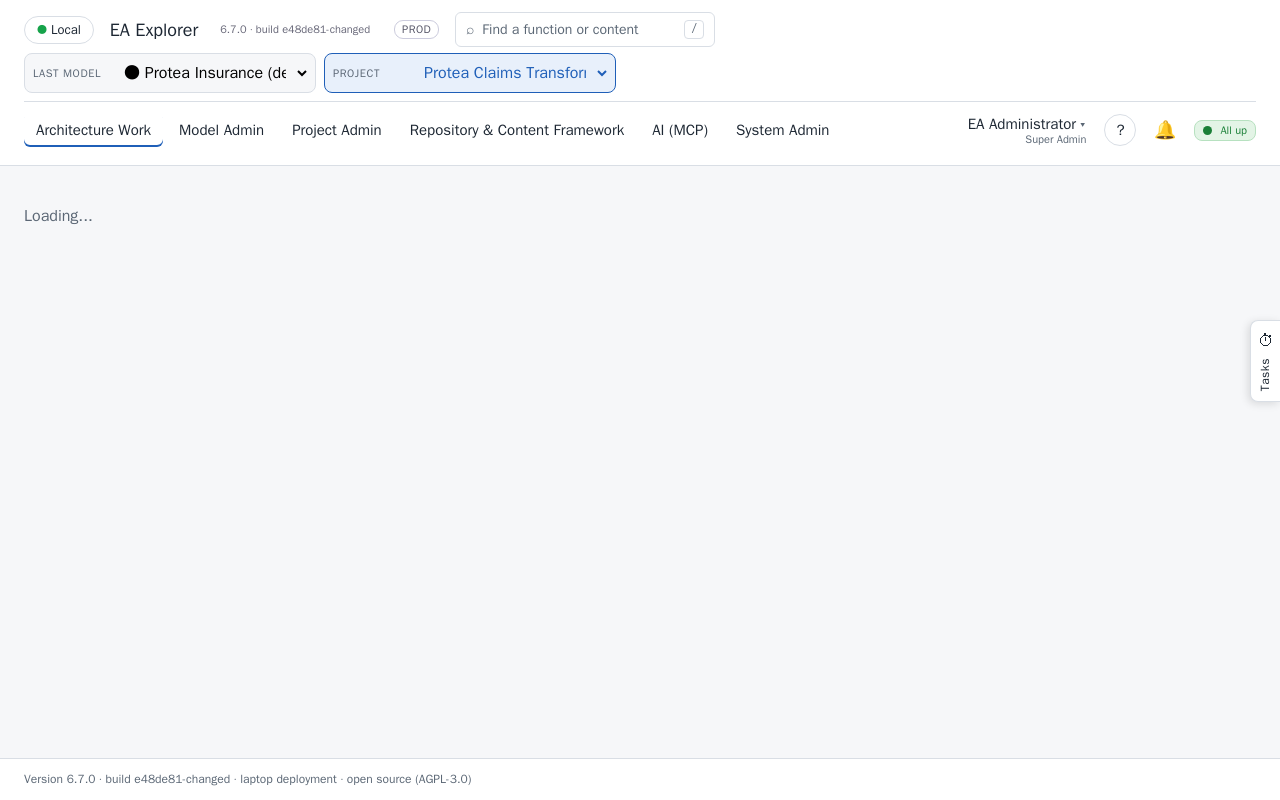 Local
EA Explorer
6.7.0 · build e48de81-changed
PROD
Find a function or content
/
LAST MODEL
Protea Insurance (de
PROJECT
Protea Claims Transfor
Architecture Work
Model Admin
Project Admin
Repository & Content Framework
AI (MCP)
System Admin
EA Administrator
Super Admin
?
All up
Loading...
Tasks
Version 6.7.0 · build e48de81-changed · laptop deployment · open source (AGPL-3.0)